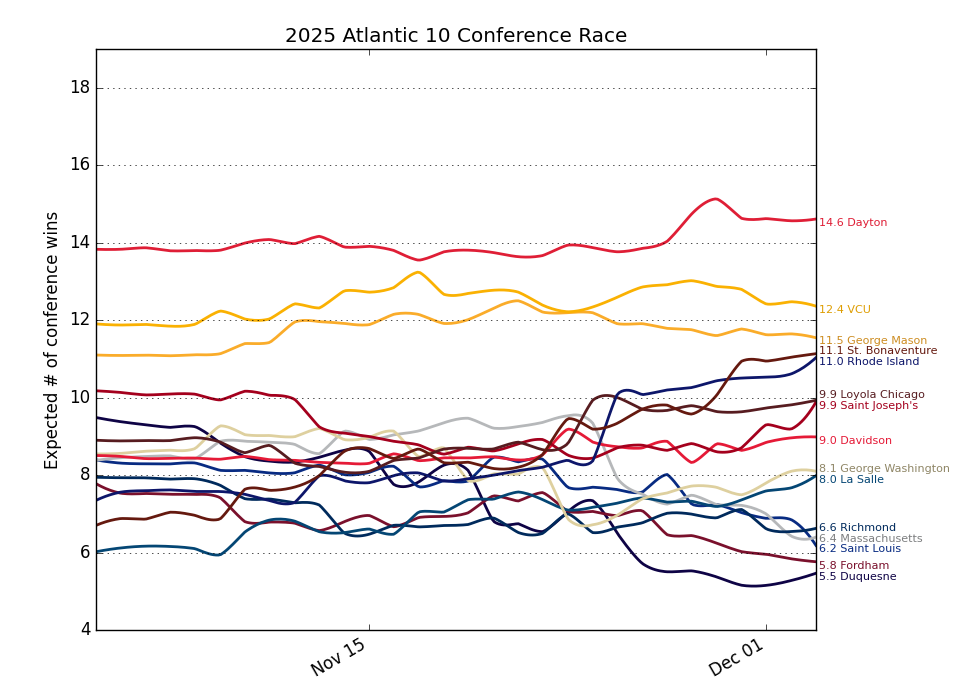 2025 Atlantic 10 Conference Race
Expected # of conference wins
18
16
14
12
10
8
6
4
Nov 15
Dec 01
14.6 Dayton
12.4 VCU
11.5 George Mason
11.1 St. Bonaventure
11.0 Rhode Island
9.9 Loyola Chicago
9.9 Saint Joseph's
9.0 Davidson
8.1 George Washington
8.0 La Salle
6.6 Richmond
6.4 Massachusetts
6.2 Saint Louis
5.8 Fordham
5.5 Duquesne